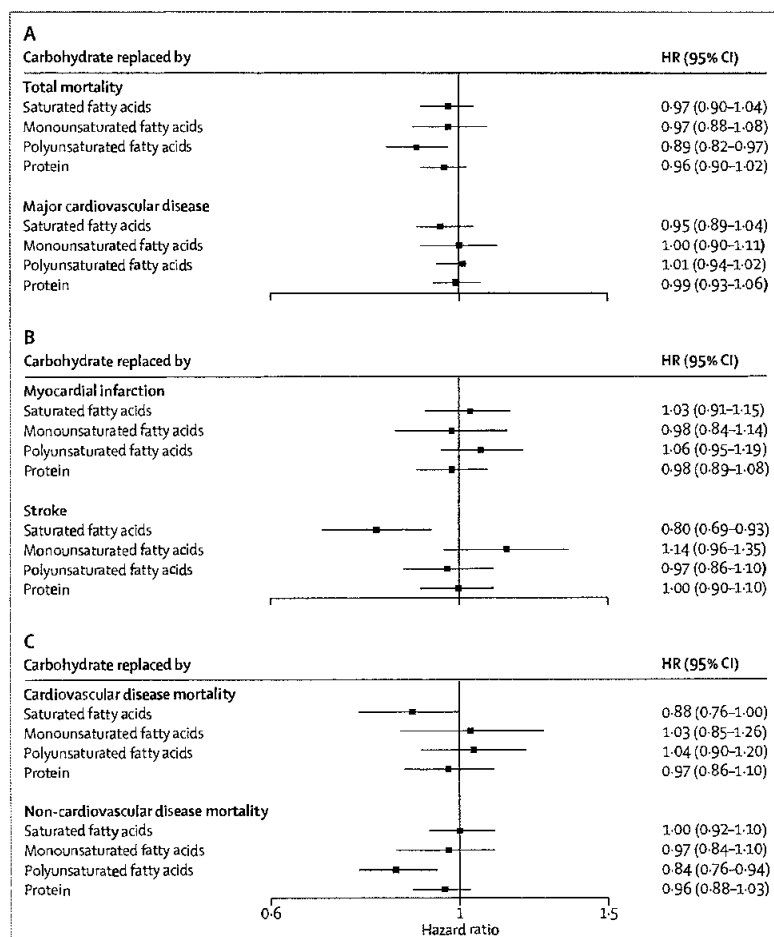 A
Carbohydrate replaced by HR (95% CI)
Total mortality
Saturated fatty acids 0·97 (0·90–1·04)
Monounsaturated fatty acids 0·97 (0·88–1·08)
Polyunsaturated fatty acids 0·89 (0·82–0·97)
Protein 0·96 (0·90–1·02)
Major cardiovascular disease
Saturated fatty acids 0·95 (0·89–1·04)
Monounsaturated fatty acids 1·00 (0·90–1·11)
Polyunsaturated fatty acids 1·01 (0·94–1·02)
Protein 0·99 (0·93–1·06)
0·6 1 1·5
B
Carbohydrate replaced by HR (95% CI)
Myocardial infarction
Saturated fatty acids 1·03 (0·91–1·15)
Monounsaturated fatty acids 0·98 (0·84–1·14)
Polyunsaturated fatty acids 1·06 (0·95–1·19)
Protein 0·98 (0·89–1·08)
Stroke
Saturated fatty acids 0·80 (0·69–0·93)
Monounsaturated fatty acids 1·14 (0·96–1·35)
Polyunsaturated fatty acids 0·97 (0·86–1·10)
Protein 1·00 (0·90–1·10)
0·6 1 1·5
C
Carbohydrate replaced by HR (95% CI)
Cardiovascular disease mortality
Saturated fatty acids 0·88 (0·76–1·00)
Monounsaturated fatty acids 1·03 (0·85–1·26)
Polyunsaturated fatty acids 1·04 (0·90–1·20)
Protein 0·97 (0·86–1·10)
Non-cardiovascular disease mortality
Saturated fatty acids 1·00 (0·92–1·10)
Monounsaturated fatty acids 0·97 (0·84–1·10)
Polyunsaturated fatty acids 0·84 (0·76–0·94)
Protein 0·96 (0·88–1·03)
0·6 1 1·5
Hazard ratio